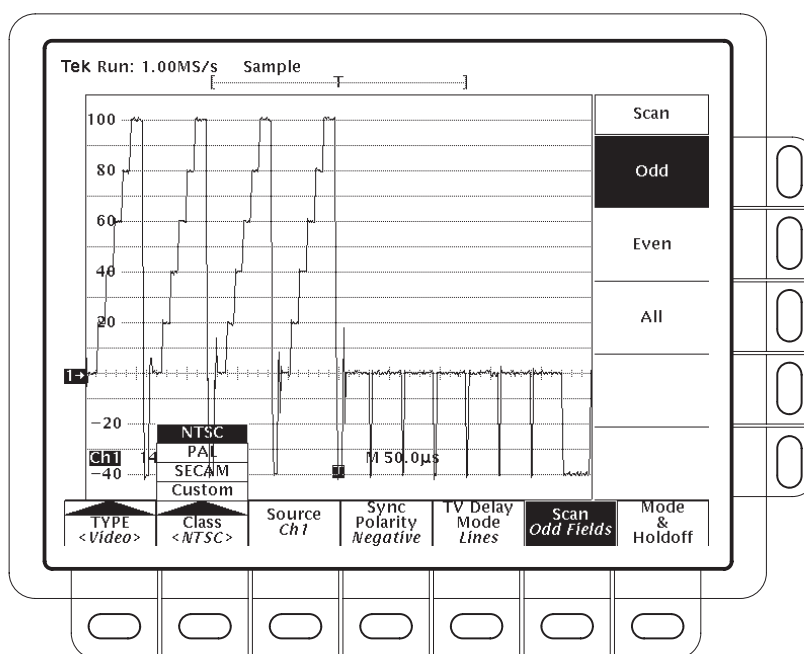 Tek Run: 1.00MS/s Sample
[ T ]
100
80
60
40
20
1→
−20
−40
Ch1 14
M 50.0µs
T
NTSC
PAL
SECAM
Custom
Scan
Odd
Even
All
TYPE
<Video>
Class
<NTSC>
Source
Ch1
Sync
Polarity
Negative
TV Delay
Mode
Lines
Scan
Odd Fields
Mode
&
Holdoff